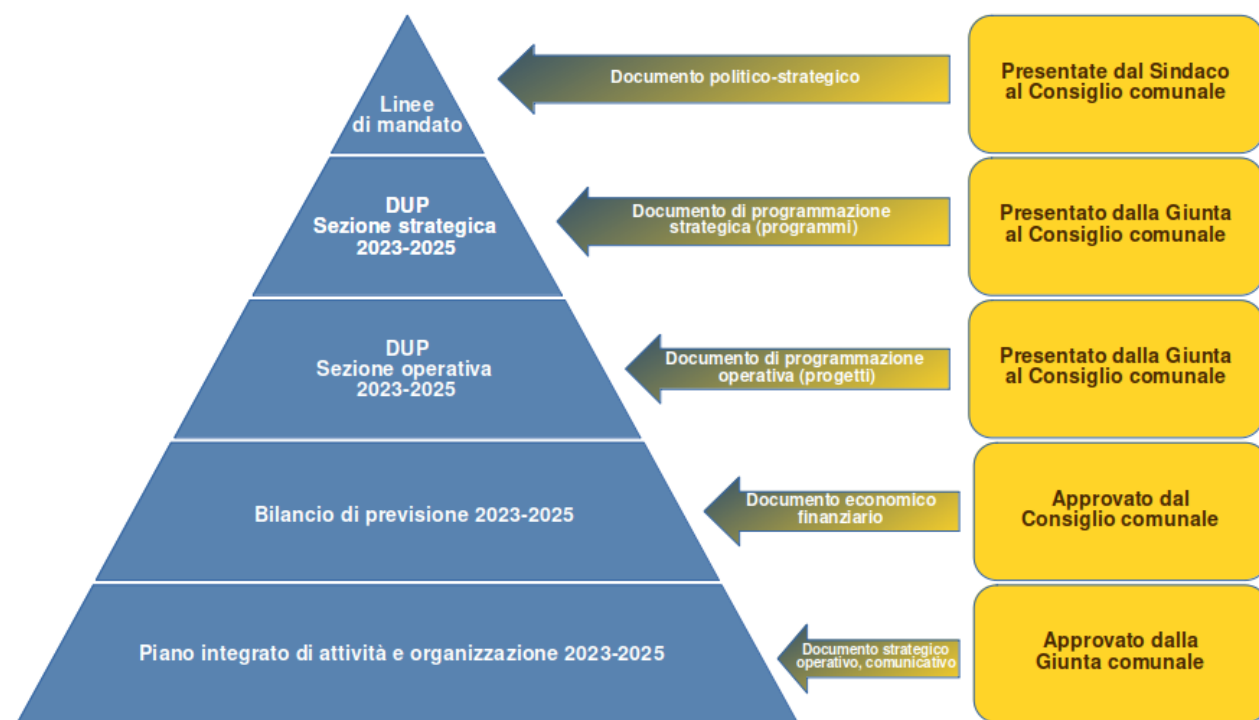 Linee
di mandato
Documento politico-strategico
Presentate dal Sindaco
al Consiglio comunale
DUP
Sezione strategica
2023-2025
Documento di programmazione
strategica (programmi)
Presentato dalla Giunta
al Consiglio comunale
DUP
Sezione operativa
2023-2025
Documento di programmazione
operativa (progetti)
Presentato dalla Giunta
al Consiglio comunale
Bilancio di previsione 2023-2025
Documento economico
finanziario
Approvato dal
Consiglio comunale
Piano integrato di attività e organizzazione 2023-2025
Documento strategico
operativo, comunicativo
Approvato dalla
Giunta comunale